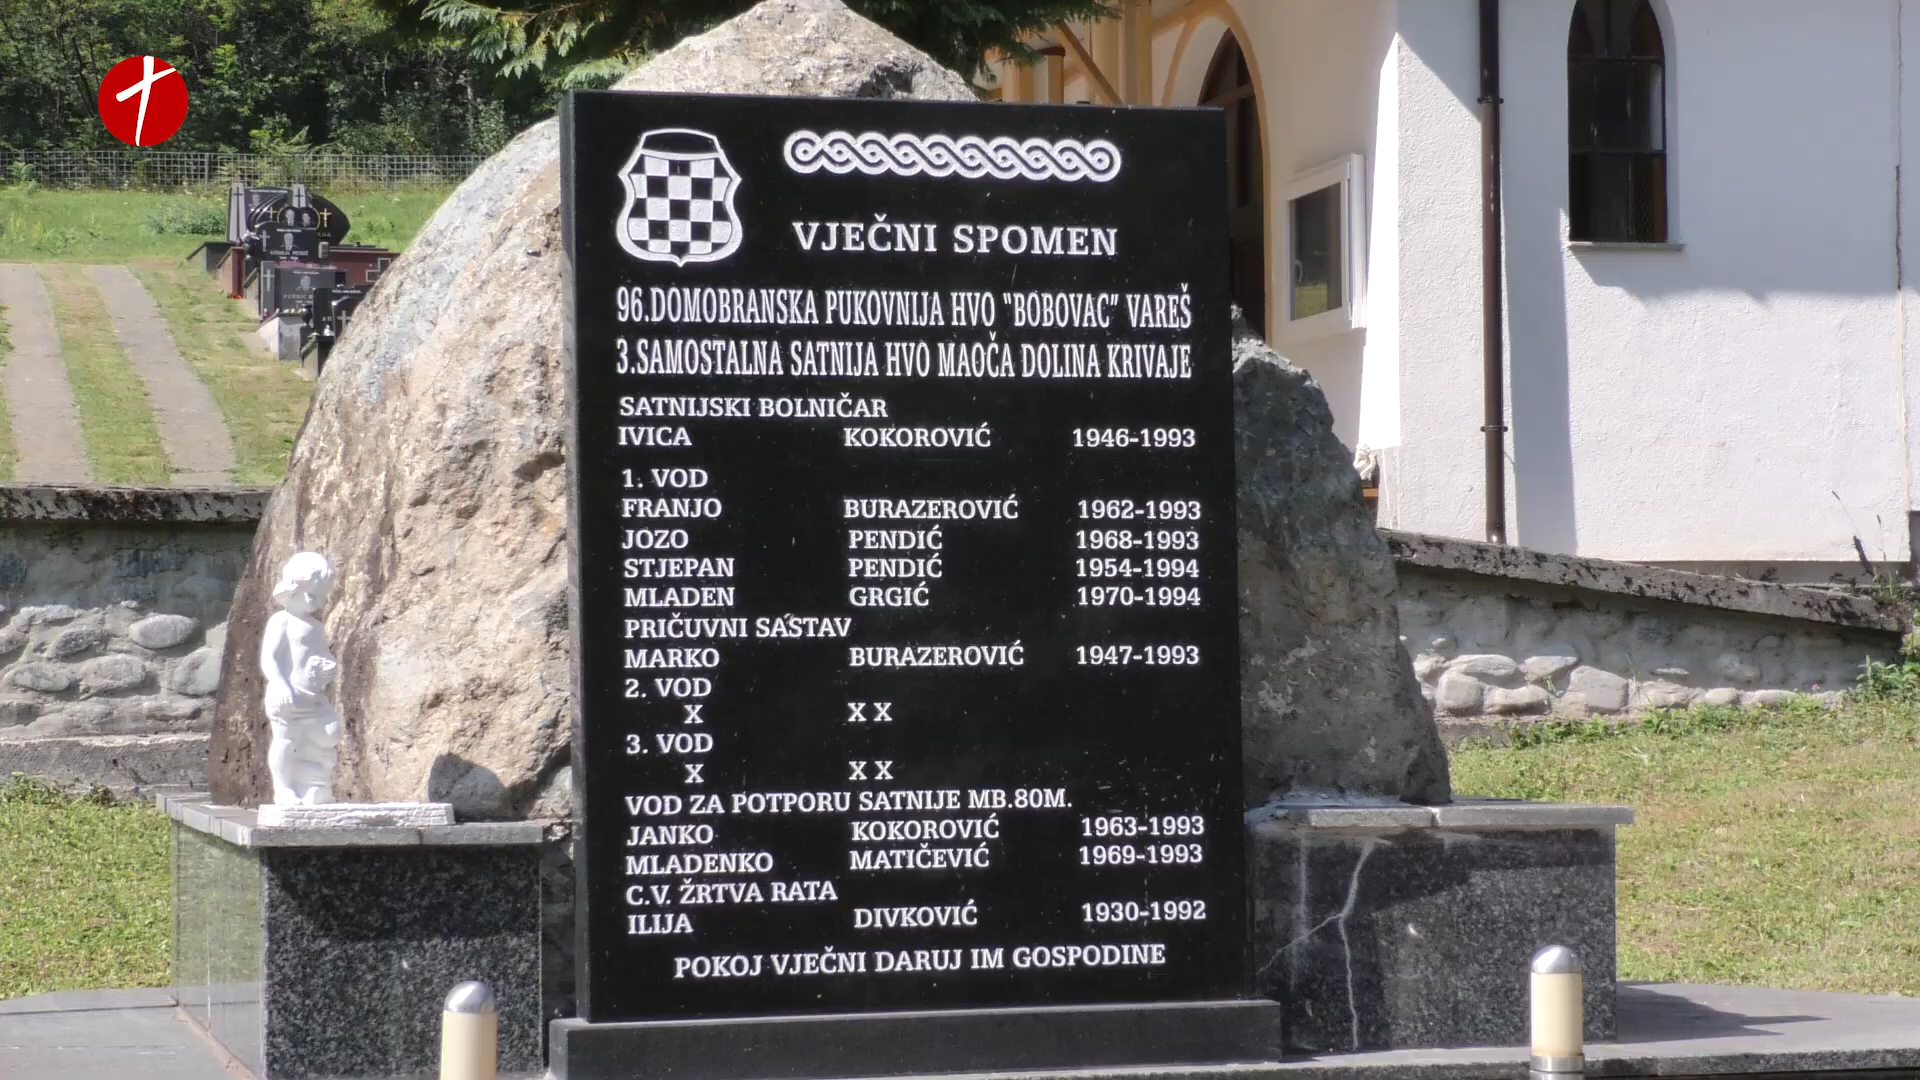 VJEČNI SPOMEN
96.DOMOBRANSKA PUKOVNIJA HVO "BOBOVAC" VAREŠ
3.SAMOSTALNA SATNIJA HVO MAOČA DOLINA KRIVAJE
SATNIJSKI BOLNIČAR
IVICA KOKOROVIĆ 1946-1993
1. VOD
FRANJO BURAZEROVIĆ 1962-1993
JOZO PENDIĆ 1968-1993
STJEPAN PENDIĆ 1954-1994
MLADEN GRGIĆ 1970-1994
PRIČUVNI SASTAV
MARKO BURAZEROVIĆ 1947-1993
2. VOD
X X X
3. VOD
X X X
VOD ZA POTPORU SATNIJE MB.80M.
JANKO KOKOROVIĆ 1963-1993
MLADENKO MATIČEVIĆ 1969-1993
C.V. ŽRTVA RATA
ILIJA DIVKOVIĆ 1930-1992
POKOJ VJEČNI DARUJ IM GOSPODINE